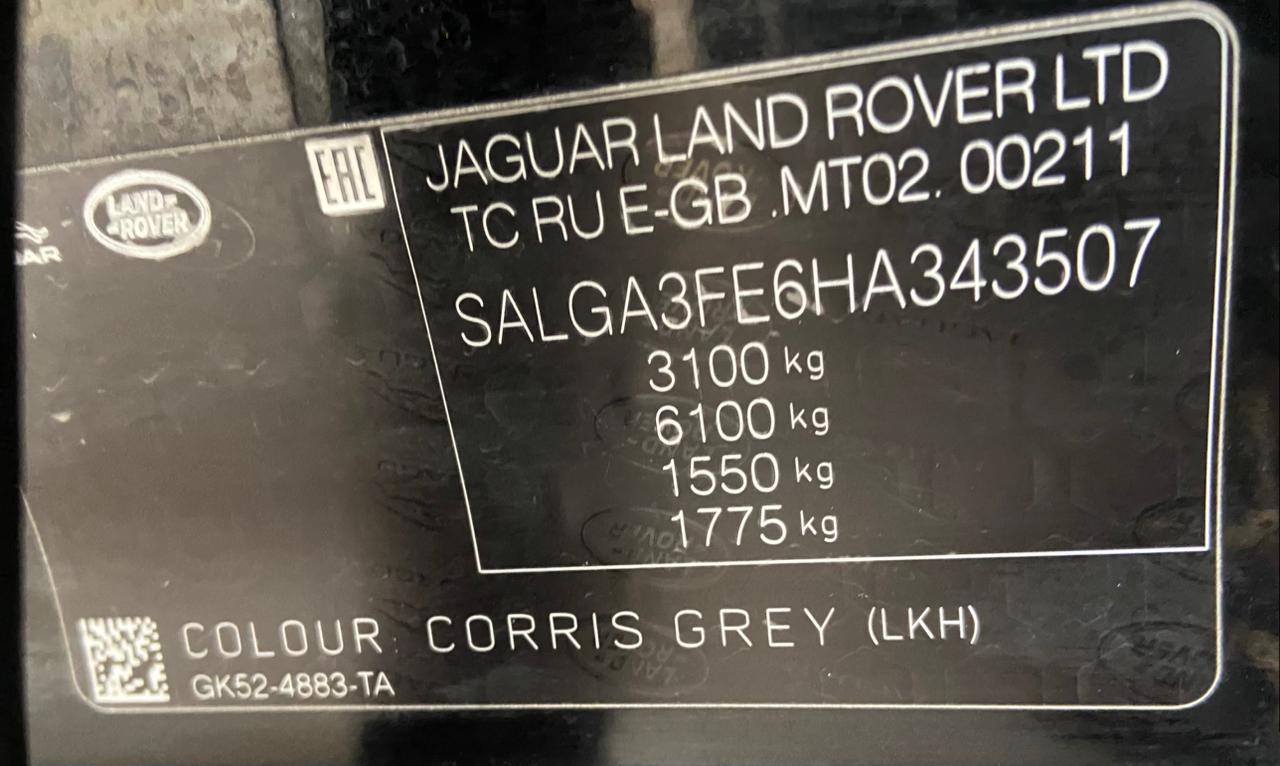 LAND-
-ROVER
EAC
JAGUAR LAND ROVER LTD
TC RU E-GB .MT02. 00211
SALGA3FE6HA343507
3100 kg
6100 kg
1550 kg
1775 kg
COLOUR: CORRIS GREY (LKH)
GK52-4883-TA